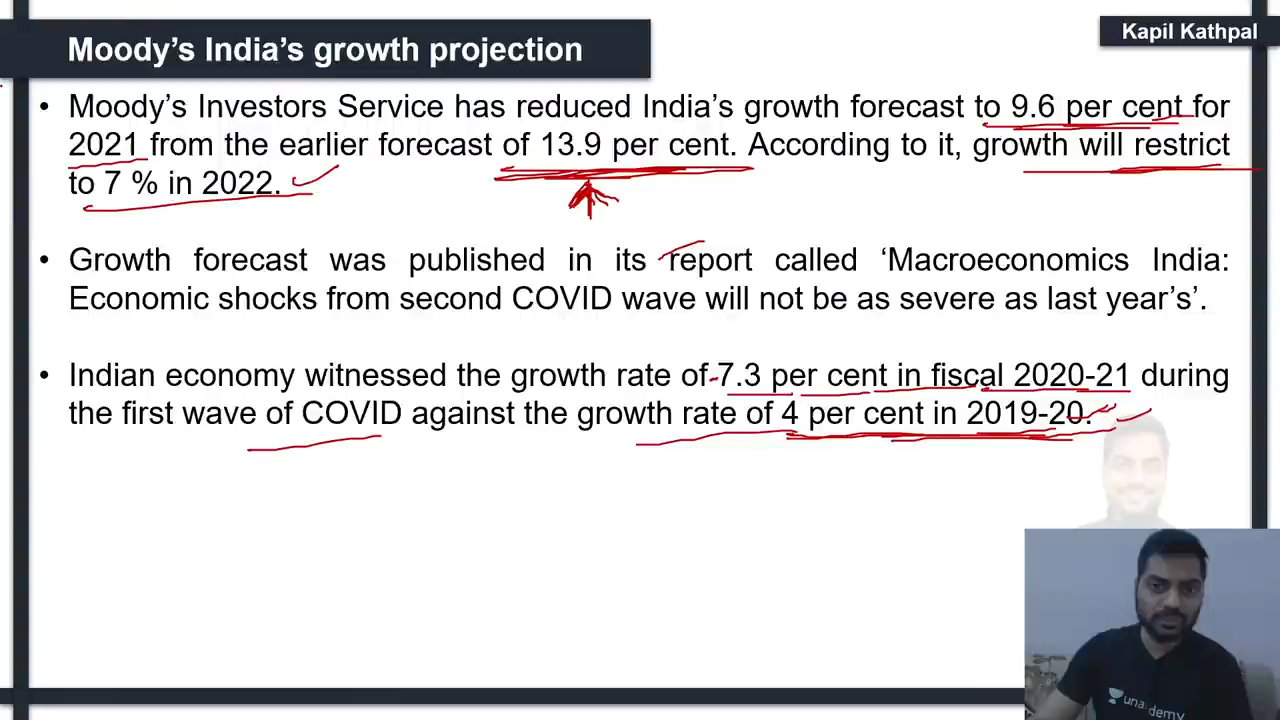 Moody’s India’s growth projection
Kapil Kathpal
• Moody’s Investors Service has reduced India’s growth forecast to 9.6 per cent for
2021 from the earlier forecast of 13.9 per cent. According to it, growth will restrict
to 7 % in 2022.
• Growth forecast was published in its report called ‘Macroeconomics India:
Economic shocks from second COVID wave will not be as severe as last year’s’.
• Indian economy witnessed the growth rate of -7.3 per cent in fiscal 2020-21 during
the first wave of COVID against the growth rate of 4 per cent in 2019-20.
unacademy